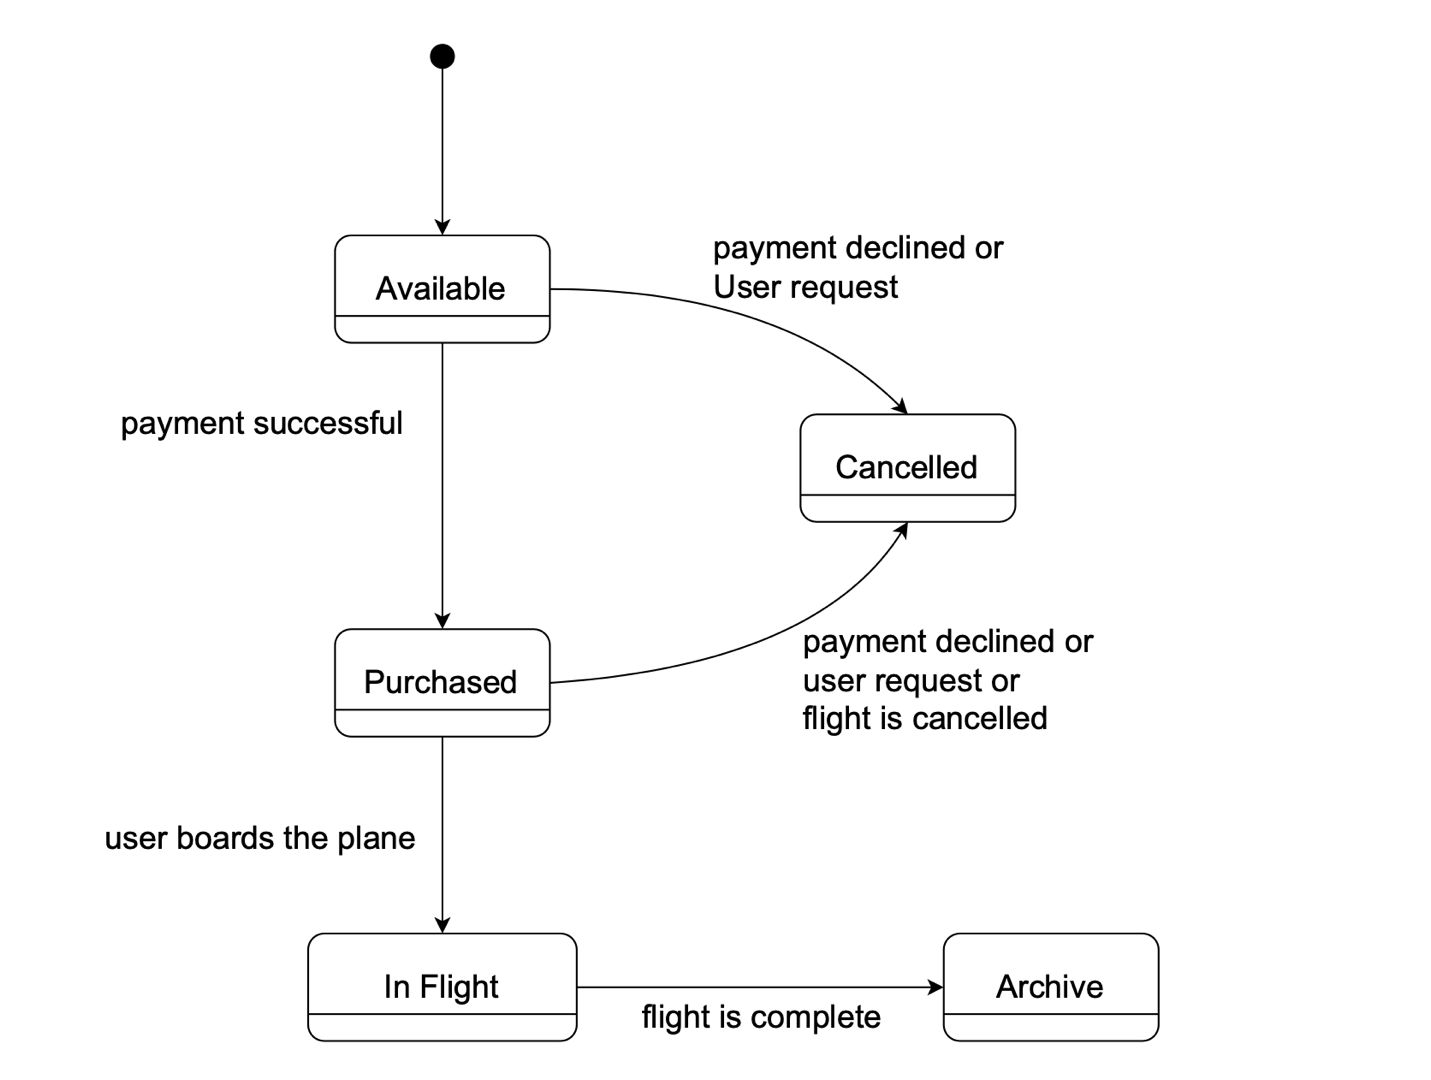 Available
payment declined or
User request
payment successful
Cancelled
Purchased
payment declined or
user request or
flight is cancelled
user boards the plane
In Flight
flight is complete
Archive